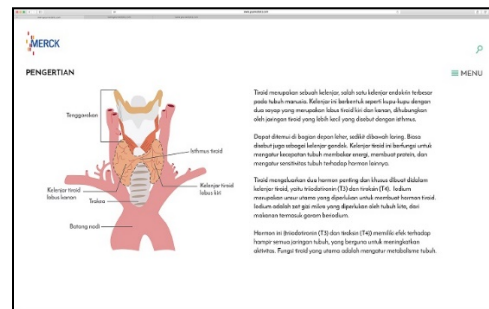 MERCK
PENGERTIAN
MENU
Tenggorokan
Isthmus tiroid
Kelenjar tiroid
lobus kanan
Kelenjar tiroid
lobus kiri
Trakea
Batang nadi
Tiroid merupakan sebuah kelenjar, salah satu kelenjar endokrin terbesar
pada tubuh manusia. Kelenjar ini berbentuk seperti kupu-kupu dengan
dua sayap yang merupakan lobus tiroid kiri dan kanan, dihubungkan
oleh jaringan tiroid yang lebih kecil yang disebut dengan isthmus.
Dapat ditemui di bagian depan leher, sedikit dibawah laring. Biasa
disebut juga sebagai kelenjar gondok. Kelenjar tiroid ini berfungsi untuk
mengatur kecepatan tubuh membakar energi, membuat protein, dan
mengatur sensitivitas tubuh terhadap hormon lainnya.
Tiroid mengeluarkan dua hormon penting dan khusus dibuat didalam
kelenjar tiroid, yaitu triiodotironin (T3) dan tiroksin (T4). Iodium
merupakan unsur utama yang diperlukan untuk membuat hormon tiroid.
Iodium adalah zat gizi mikro yang diperlukan oleh tubuh kita, dari
makanan termasuk garam beriodium.
Hormon ini (triiodotironin (T3) dan tiroksin (T4)) memiliki efek terhadap
hampir semua jaringan tubuh, yang berguna untuk meningkatkan
aktivitas. Fungsi tiroid yang utama adalah mengatur metabolisme tubuh.